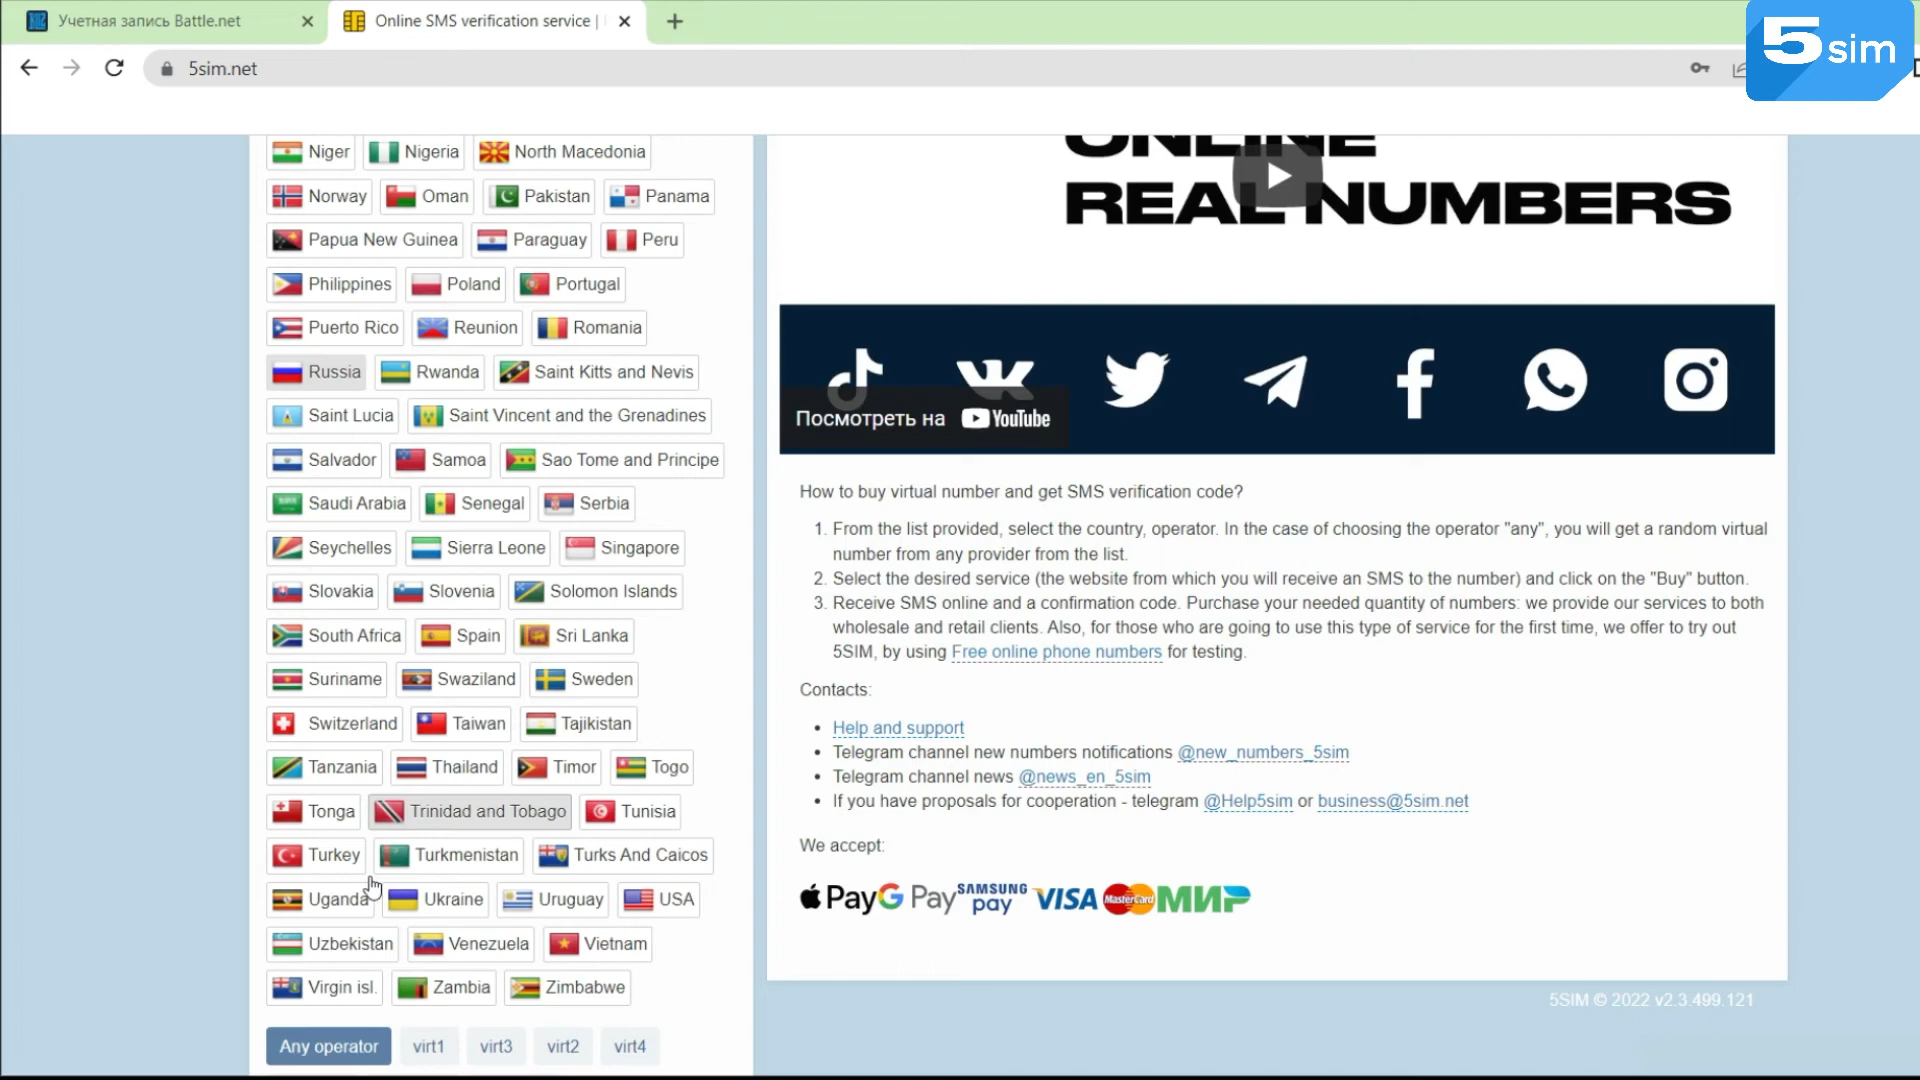 Учетная запись Battle.net
Online SMS verification service |
5sim.net
5sim
Niger Nigeria North Macedonia
Norway Oman Pakistan Panama
Papua New Guinea Paraguay Peru
Philippines Poland Portugal
Puerto Rico Reunion Romania
Russia Rwanda Saint Kitts and Nevis
Saint Lucia Saint Vincent and the Grenadines
Salvador Samoa Sao Tome and Principe
Saudi Arabia Senegal Serbia
Seychelles Sierra Leone Singapore
Slovakia Slovenia Solomon Islands
South Africa Spain Sri Lanka
Suriname Swaziland Sweden
Switzerland Taiwan Tajikistan
Tanzania Thailand Timor Togo
Tonga Trinidad and Tobago Tunisia
Turkey Turkmenistan Turks And Caicos
Uganda Ukraine Uruguay USA
Uzbekistan Venezuela Vietnam
Virgin isl. Zambia Zimbabwe
Any operator virt1 virt3 virt2 virt4
ONLINE
REAL NUMBERS
Посмотреть на YouTube
How to buy virtual number and get SMS verification code?
1. From the list provided, select the country, operator. In the case of choosing the operator "any", you will get a random virtual
number from any provider from the list.
2. Select the desired service (the website from which you will receive an SMS to the number) and click on the "Buy" button.
3. Receive SMS online and a confirmation code. Purchase your needed quantity of numbers: we provide our services to both
wholesale and retail clients. Also, for those who are going to use this type of service for the first time, we offer to try out
5SIM, by using Free online phone numbers for testing.
Contacts:
• Help and support
• Telegram channel new numbers notifications @new_numbers_5sim
• Telegram channel news @news_en_5sim
• If you have proposals for cooperation - telegram @Help5sim or business@5sim.net
We accept:
Pay G Pay SAMSUNG pay VISA MasterCard МИР
5SIM © 2022 v2.3.499.121